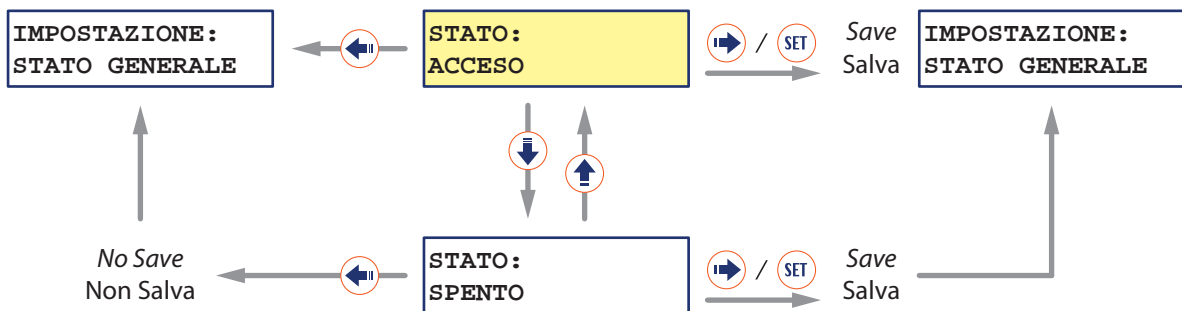 IMPOSTAZIONE:
STATO GENERALE
STATO:
ACCESO
/ SET
Save
Salva
IMPOSTAZIONE:
STATO GENERALE
No Save
Non Salva
STATO:
SPENTO
/ SET
Save
Salva